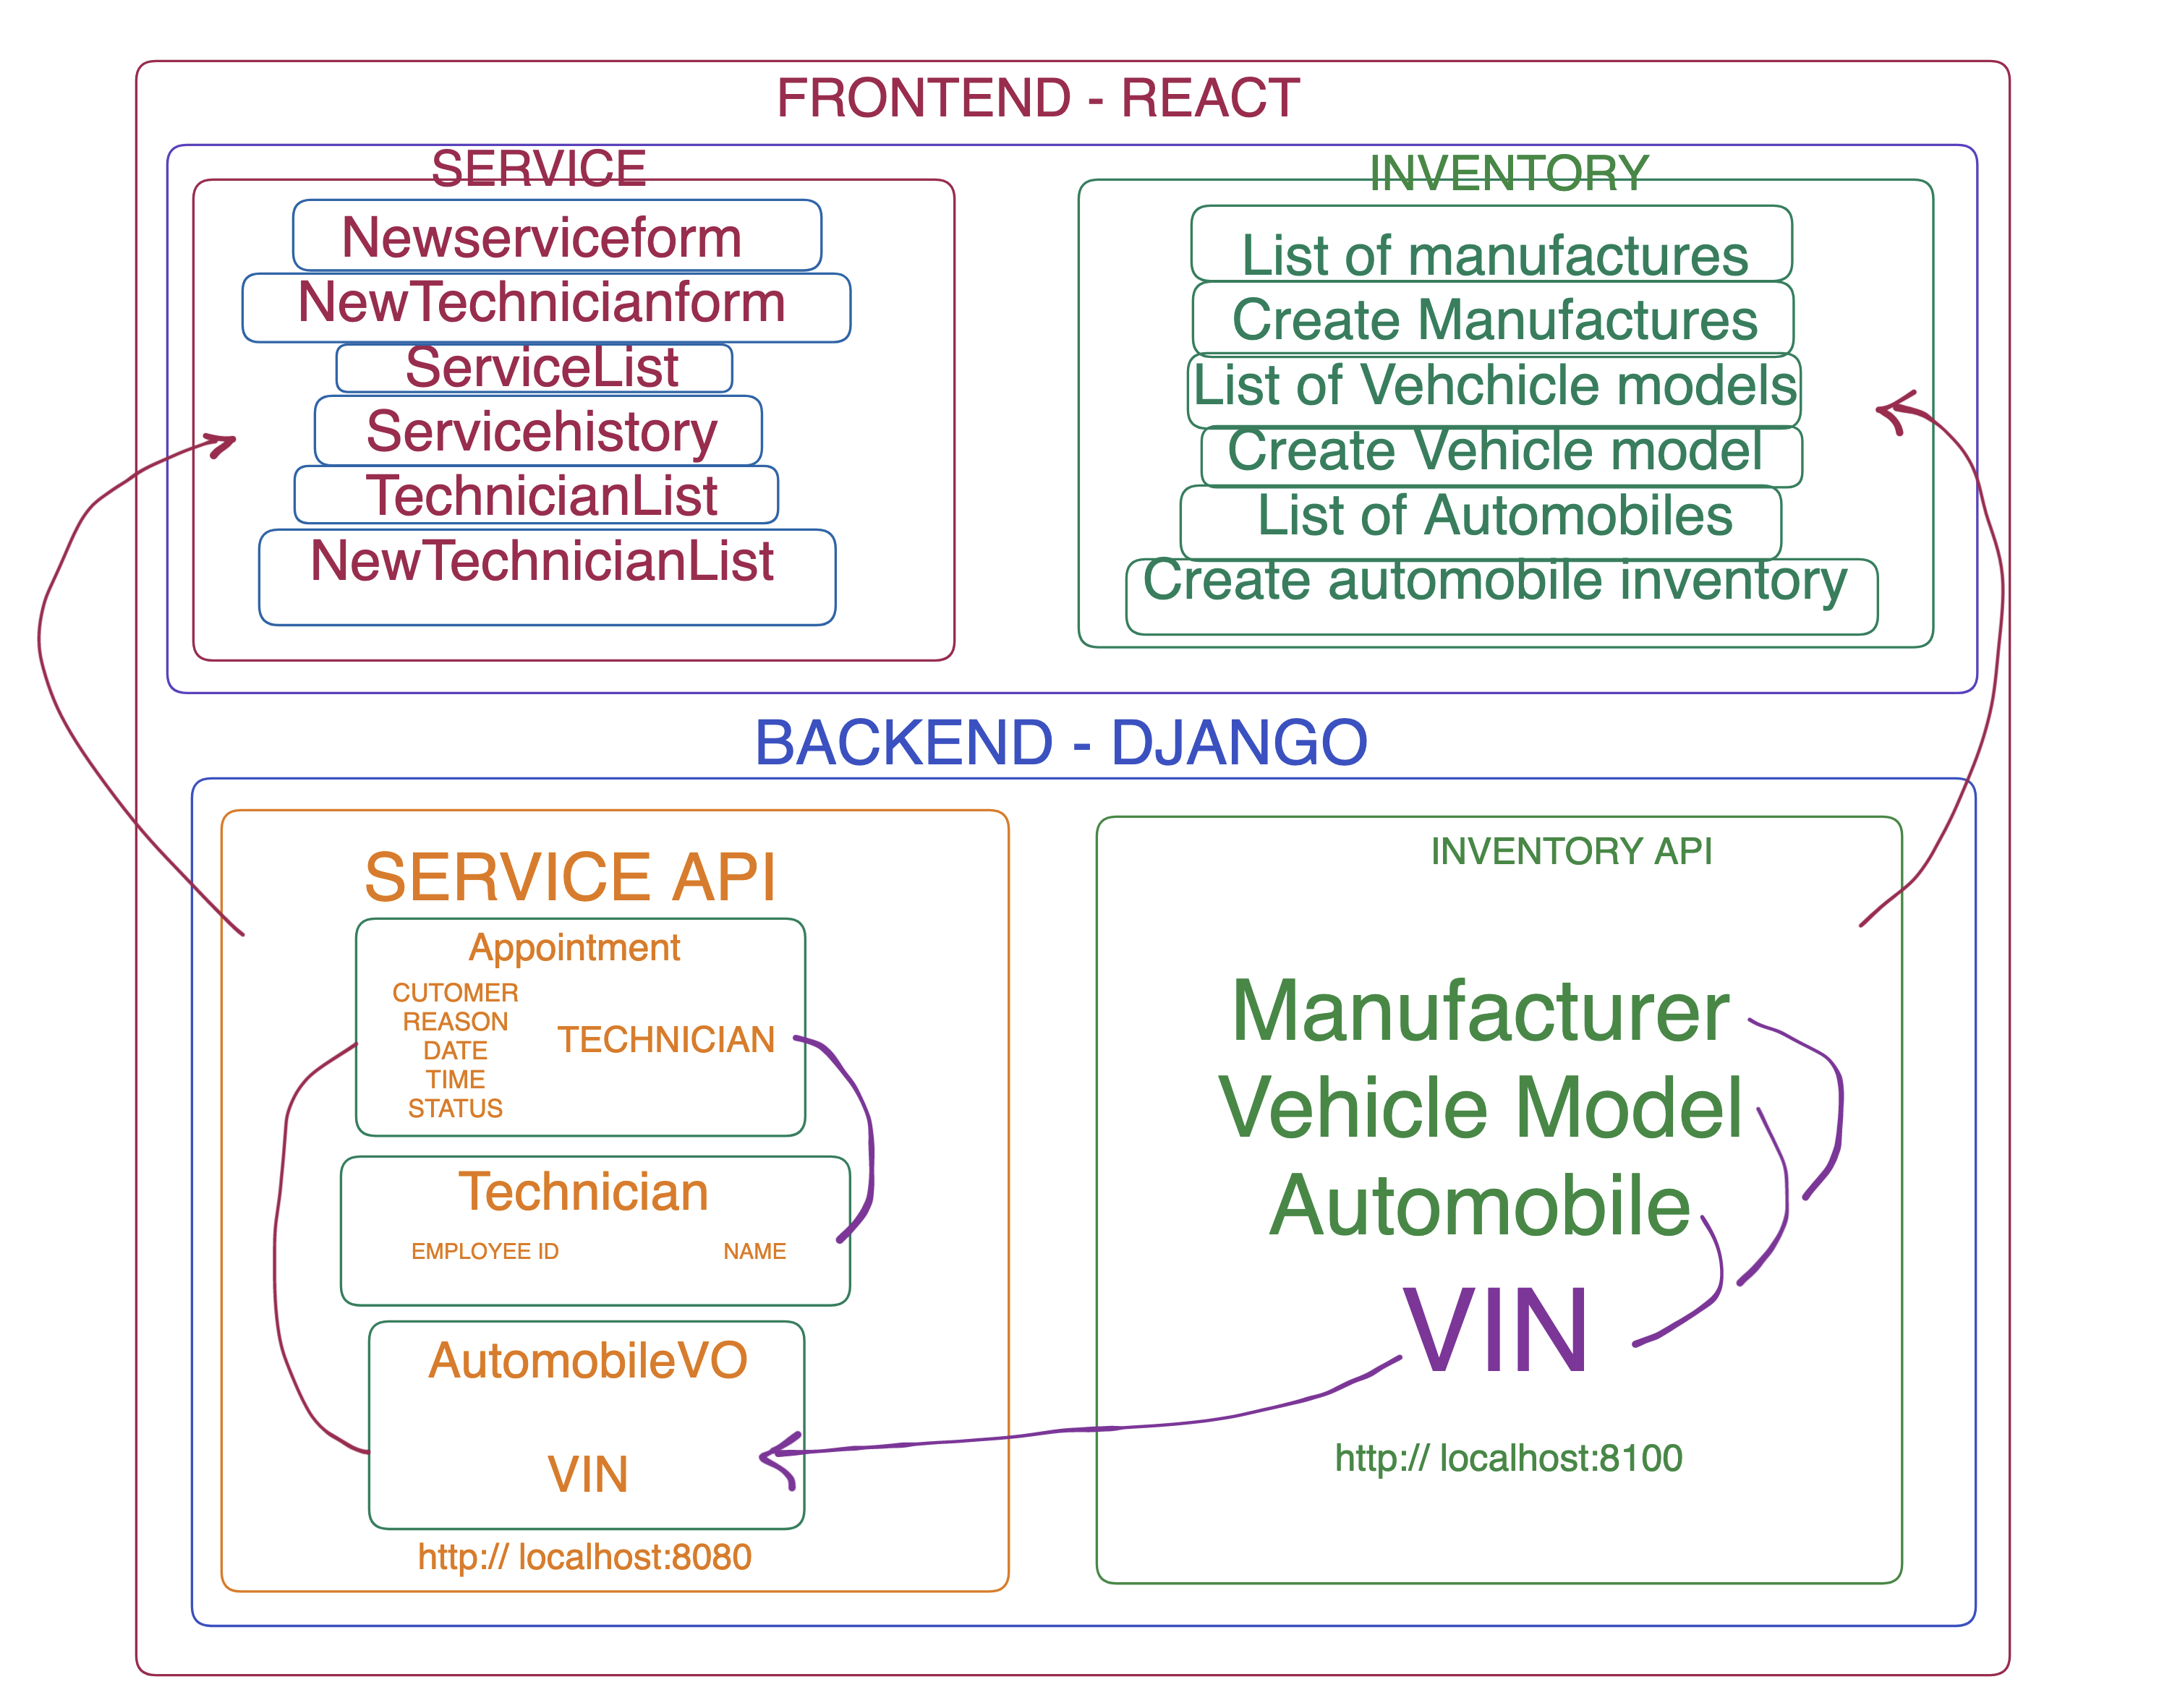 FRONTEND - REACT
SERVICE
Newserviceform
NewTechnicianform
ServiceList
Servicehistory
TechnicianList
NewTechnicianList
INVENTORY
List of manufactures
Create Manufactures
List of Vehchicle models
Create Vehicle model
List of Automobiles
Create automobile inventory
BACKEND - DJANGO
SERVICE API
Appointment
CUTOMER
REASON
DATE
TIME
STATUS
TECHNICIAN
Technician
EMPLOYEE ID
NAME
AutomobileVO
VIN
http:// localhost:8080
INVENTORY API
Manufacturer
Vehicle Model
Automobile
VIN
http:// localhost:8100